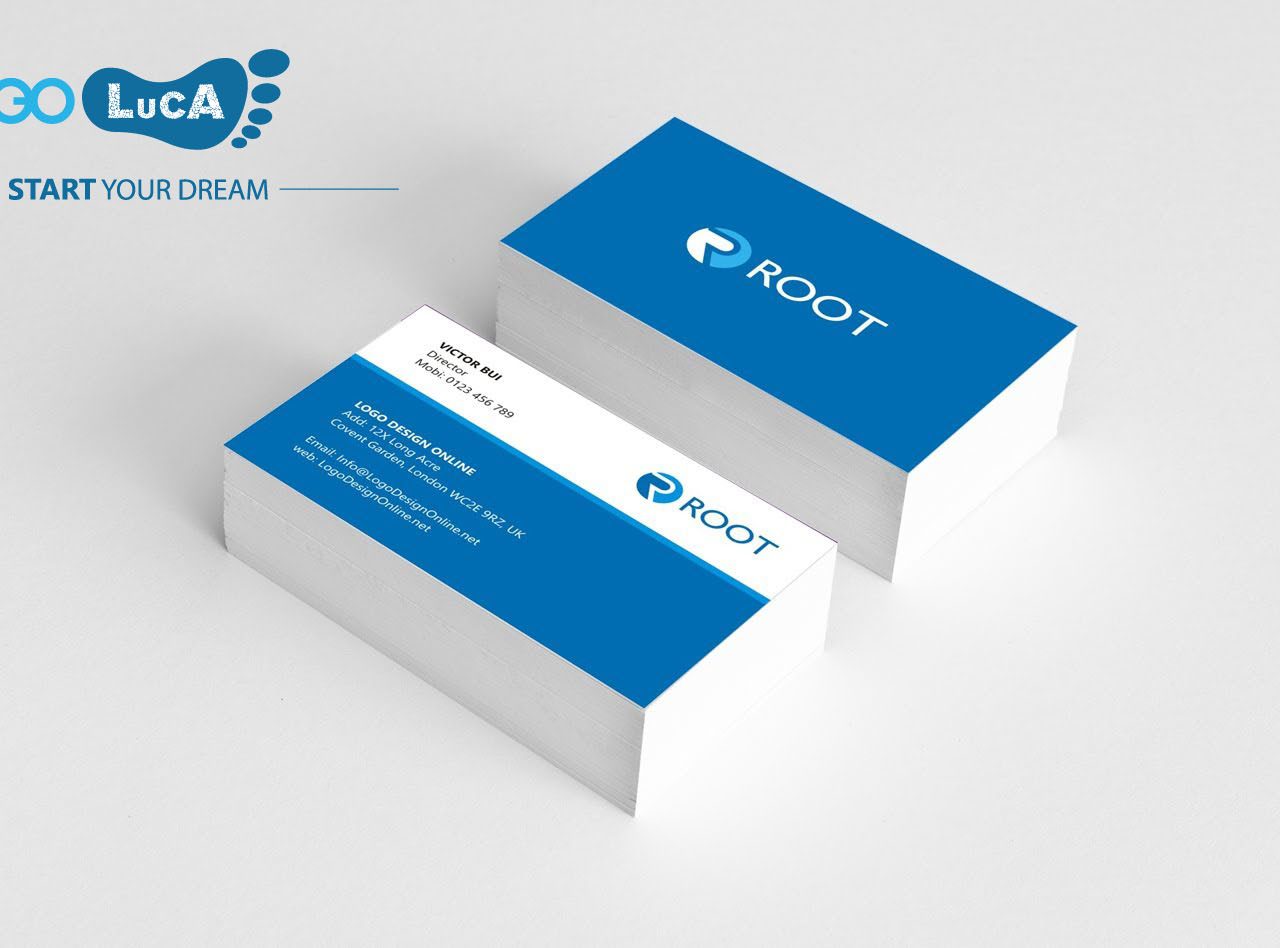 GO LucA
START YOUR DREAM
ROOT
VICTOR BUI
Director
Mobi: 0123 456 789
LOGO DESIGN ONLINE
Add: 12X Long Acre
Covent Garden, London WC2E 9RZ, UK
Email: Info@LogoDesignOnline.net
web: LogoDesignOnline.net
ROOT